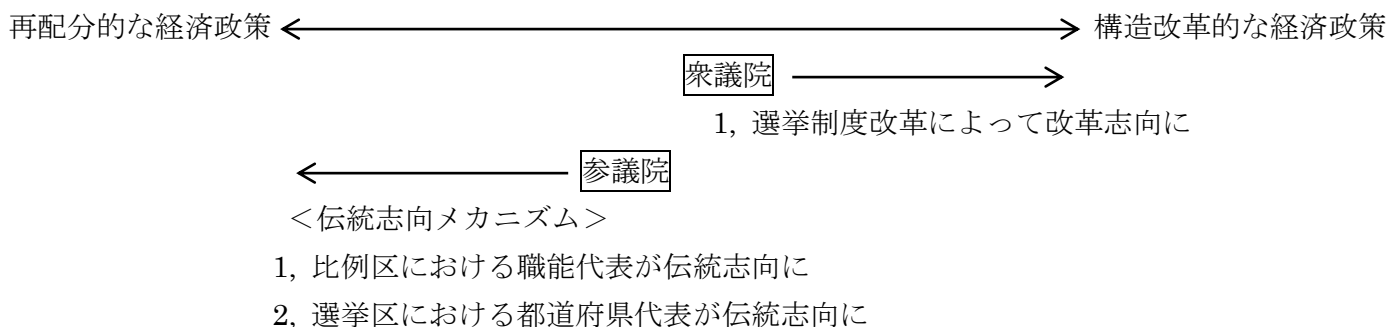 再配分的な経済政策 構造改革的な経済政策
衆議院
1, 選挙制度改革によって改革志向に
参議院
＜伝統志向メカニズム＞
1, 比例区における職能代表が伝統志向に
2, 選挙区における都道府県代表が伝統志向に